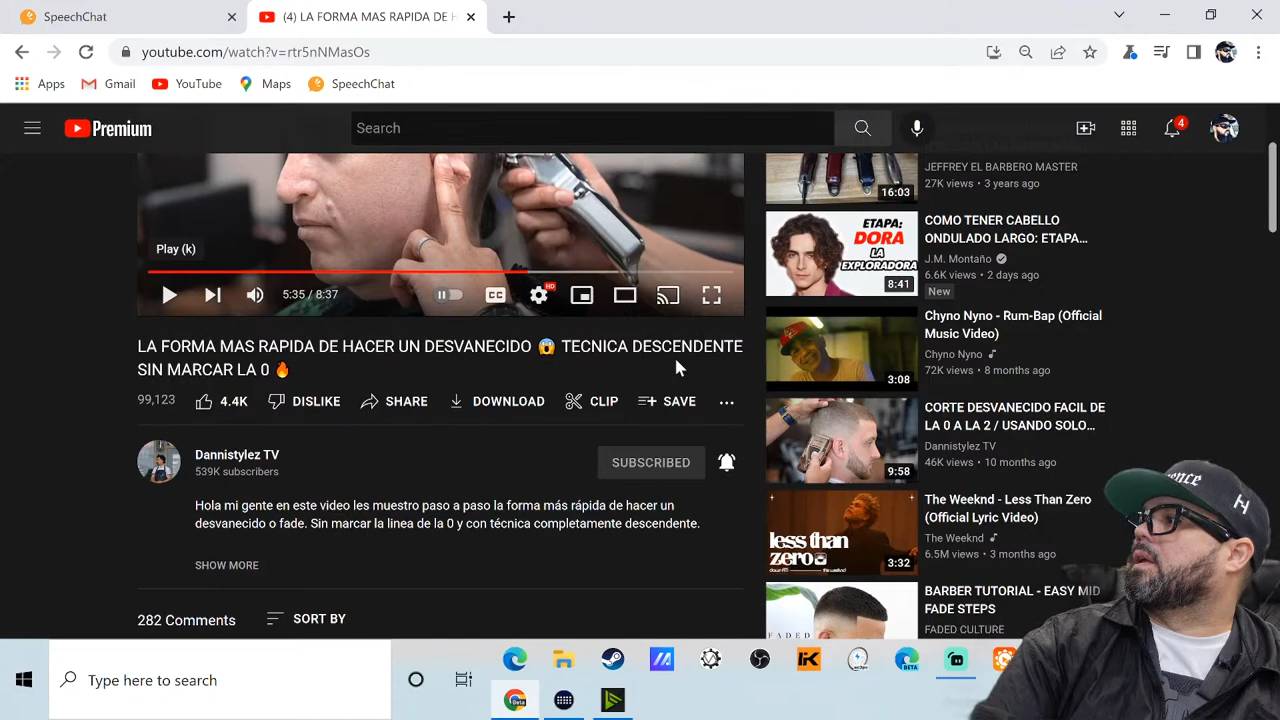 SpeechChat
(4) LA FORMA MAS RAPIDA DE H
youtube.com/watch?v=rtr5nNMasOs
Apps
Gmail
YouTube
Maps
SpeechChat
Premium
Search
4
Play (k)
5:35 / 8:37
CC
HD
LA FORMA MAS RAPIDA DE HACER UN DESVANECIDO 😱 TECNICA DESCENDENTE
SIN MARCAR LA 0 🔥
99,123
4.4K
DISLIKE
SHARE
DOWNLOAD
CLIP
SAVE
Dannistylez TV
539K subscribers
SUBSCRIBED
Hola mi gente en este video les muestro paso a paso la forma más rápida de hacer un
desvanecido o fade. Sin marcar la linea de la 0 y con técnica completamente descendente.
SHOW MORE
282 Comments
SORT BY
JEFFREY EL BARBERO MASTER
27K views • 3 years ago
16:03
ETAPA:
DORA
LA
EXPLORADORA
8:41
COMO TENER CABELLO
ONDULADO LARGO: ETAPA...
J.M. Montaño
6.6K views • 2 days ago
New
3:08
Chyno Nyno - Rum-Bap (Official
Music Video)
Chyno Nyno
72K views • 8 months ago
9:58
CORTE DESVANECIDO FACIL DE
LA 0 A LA 2 / USANDO SOLO...
Dannistylez TV
46K views • 10 months ago
less than
zero
3:32
The Weeknd - Less Than Zero
(Official Lyric Video)
The Weeknd
6.5M views • 3 months ago
FADED
BARBER TUTORIAL - EASY MID
FADE STEPS
FADED CULTURE
Type here to search
BETA